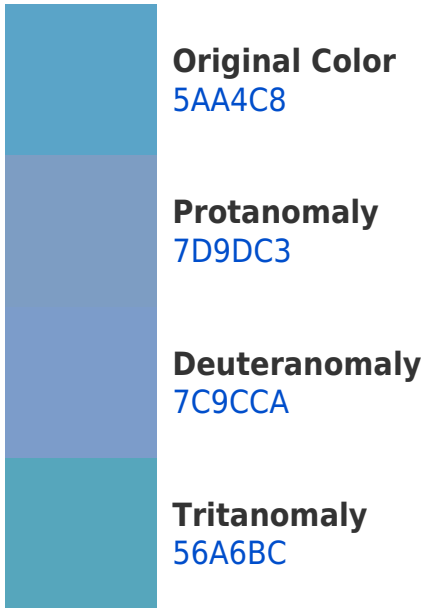 Original Color
5AA4C8
Protanomaly
7D9DC3
Deuteranomaly
7C9CCA
Tritanomaly
56A6BC